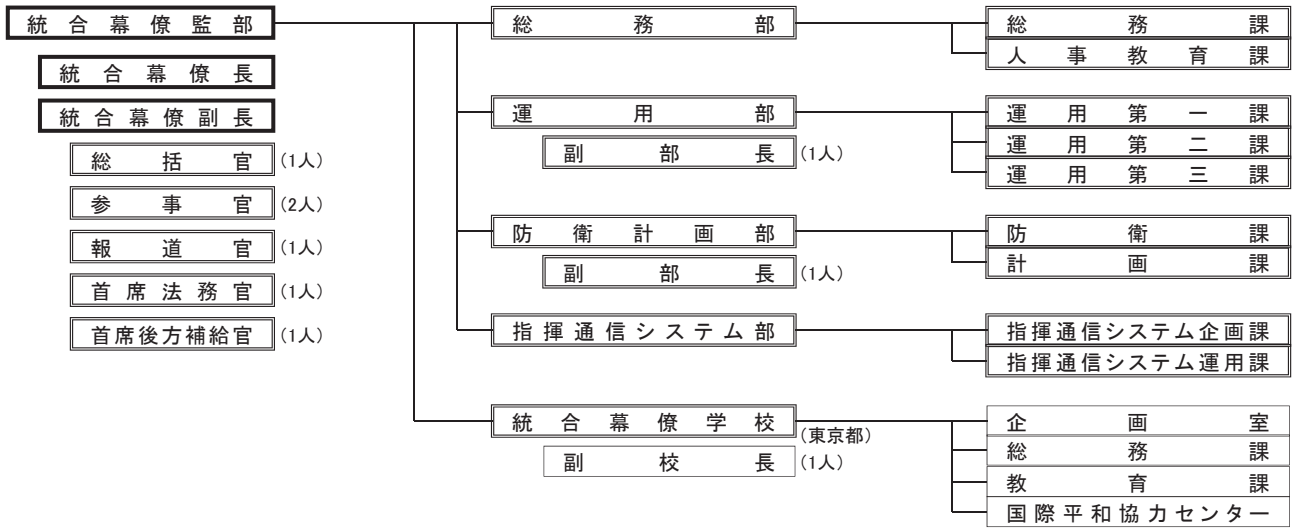 統合幕僚監部
統合幕僚長
統合幕僚副長
総括官 (1人)
参事官 (2人)
報道官 (1人)
首席法務官 (1人)
首席後方補給官 (1人)
総務部
総務課
人事教育課
運用部
副部長 (1人)
運用第一課
運用第二課
運用第三課
防衛計画部
副部長 (1人)
防衛課
計画課
指揮通信システム部
指揮通信システム企画課
指揮通信システム運用課
統合幕僚学校 (東京都)
副校長 (1人)
企画室
総務課
教育課
国際平和協力センター